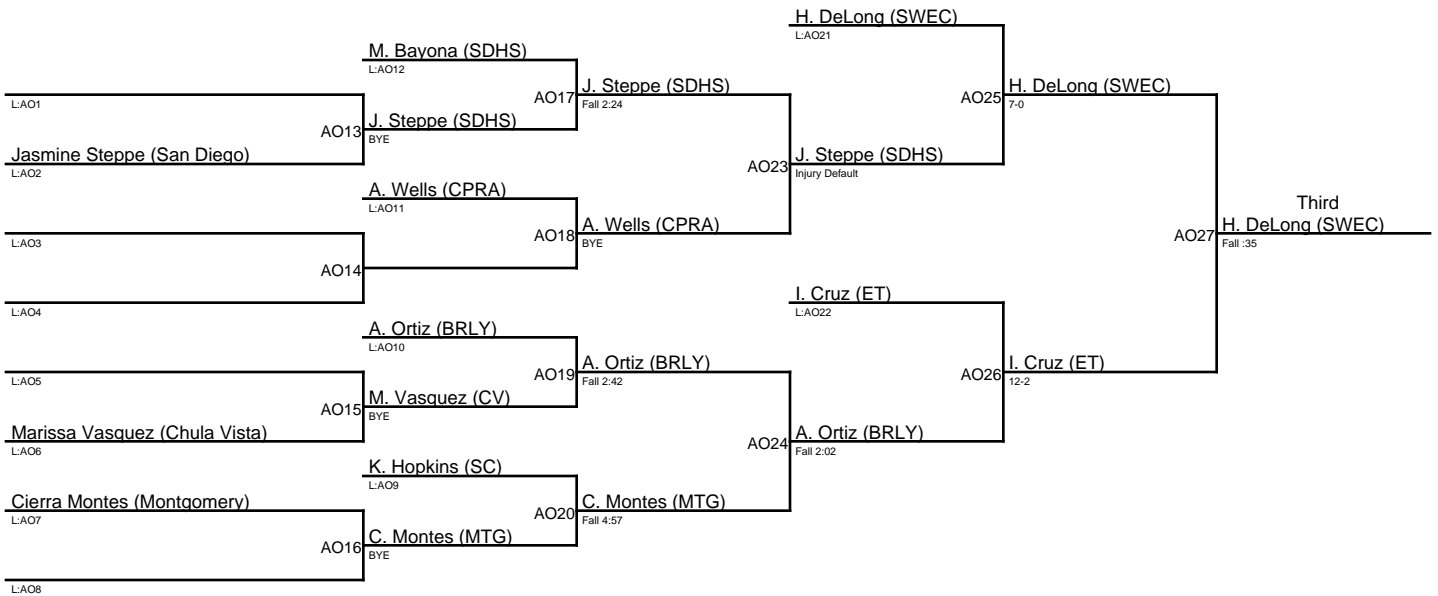 H. DeLong (SWEC)
L:AO21
M. Bayona (SDHS)
L:AO12
J. Steppe (SDHS)
AO17
Fall 2:24
AO25
H. DeLong (SWEC)
7-0
L:AO1
AO13
J. Steppe (SDHS)
BYE
Jasmine Steppe (San Diego)
L:AO2
AO23
J. Steppe (SDHS)
Injury Default
A. Wells (CPRA)
L:AO11
Third
AO18
A. Wells (CPRA)
BYE
AO27
H. DeLong (SWEC)
Fall :35
L:AO3
AO14
L:AO4
I. Cruz (ET)
L:AO22
A. Ortiz (BRLY)
L:AO10
AO19
A. Ortiz (BRLY)
Fall 2:42
AO26
I. Cruz (ET)
12-2
L:AO5
AO15
M. Vasquez (CV)
BYE
Marissa Vasquez (Chula Vista)
L:AO6
AO24
A. Ortiz (BRLY)
Fall 2:02
K. Hopkins (SC)
L:AO9
Cierra Montes (Montgomery)
L:AO7
AO20
C. Montes (MTG)
Fall 4:57
AO16
C. Montes (MTG)
BYE
L:AO8